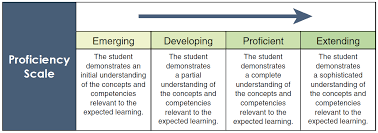 Proficiency
Scale
Emerging
The student
demonstrates an
initial understanding
of the concepts and
competencies
relevant to the
expected learning.
Developing
The student
demonstrates
a partial
understanding of
the concepts and
competencies
relevant to the
expected learning.
Proficient
The student
demonstrates
a complete
understanding of
the concepts and
competencies
relevant to the
expected learning.
Extending
The student
demonstrates
a sophisticated
understanding of
the concepts and
competencies
relevant to the
expected learning.